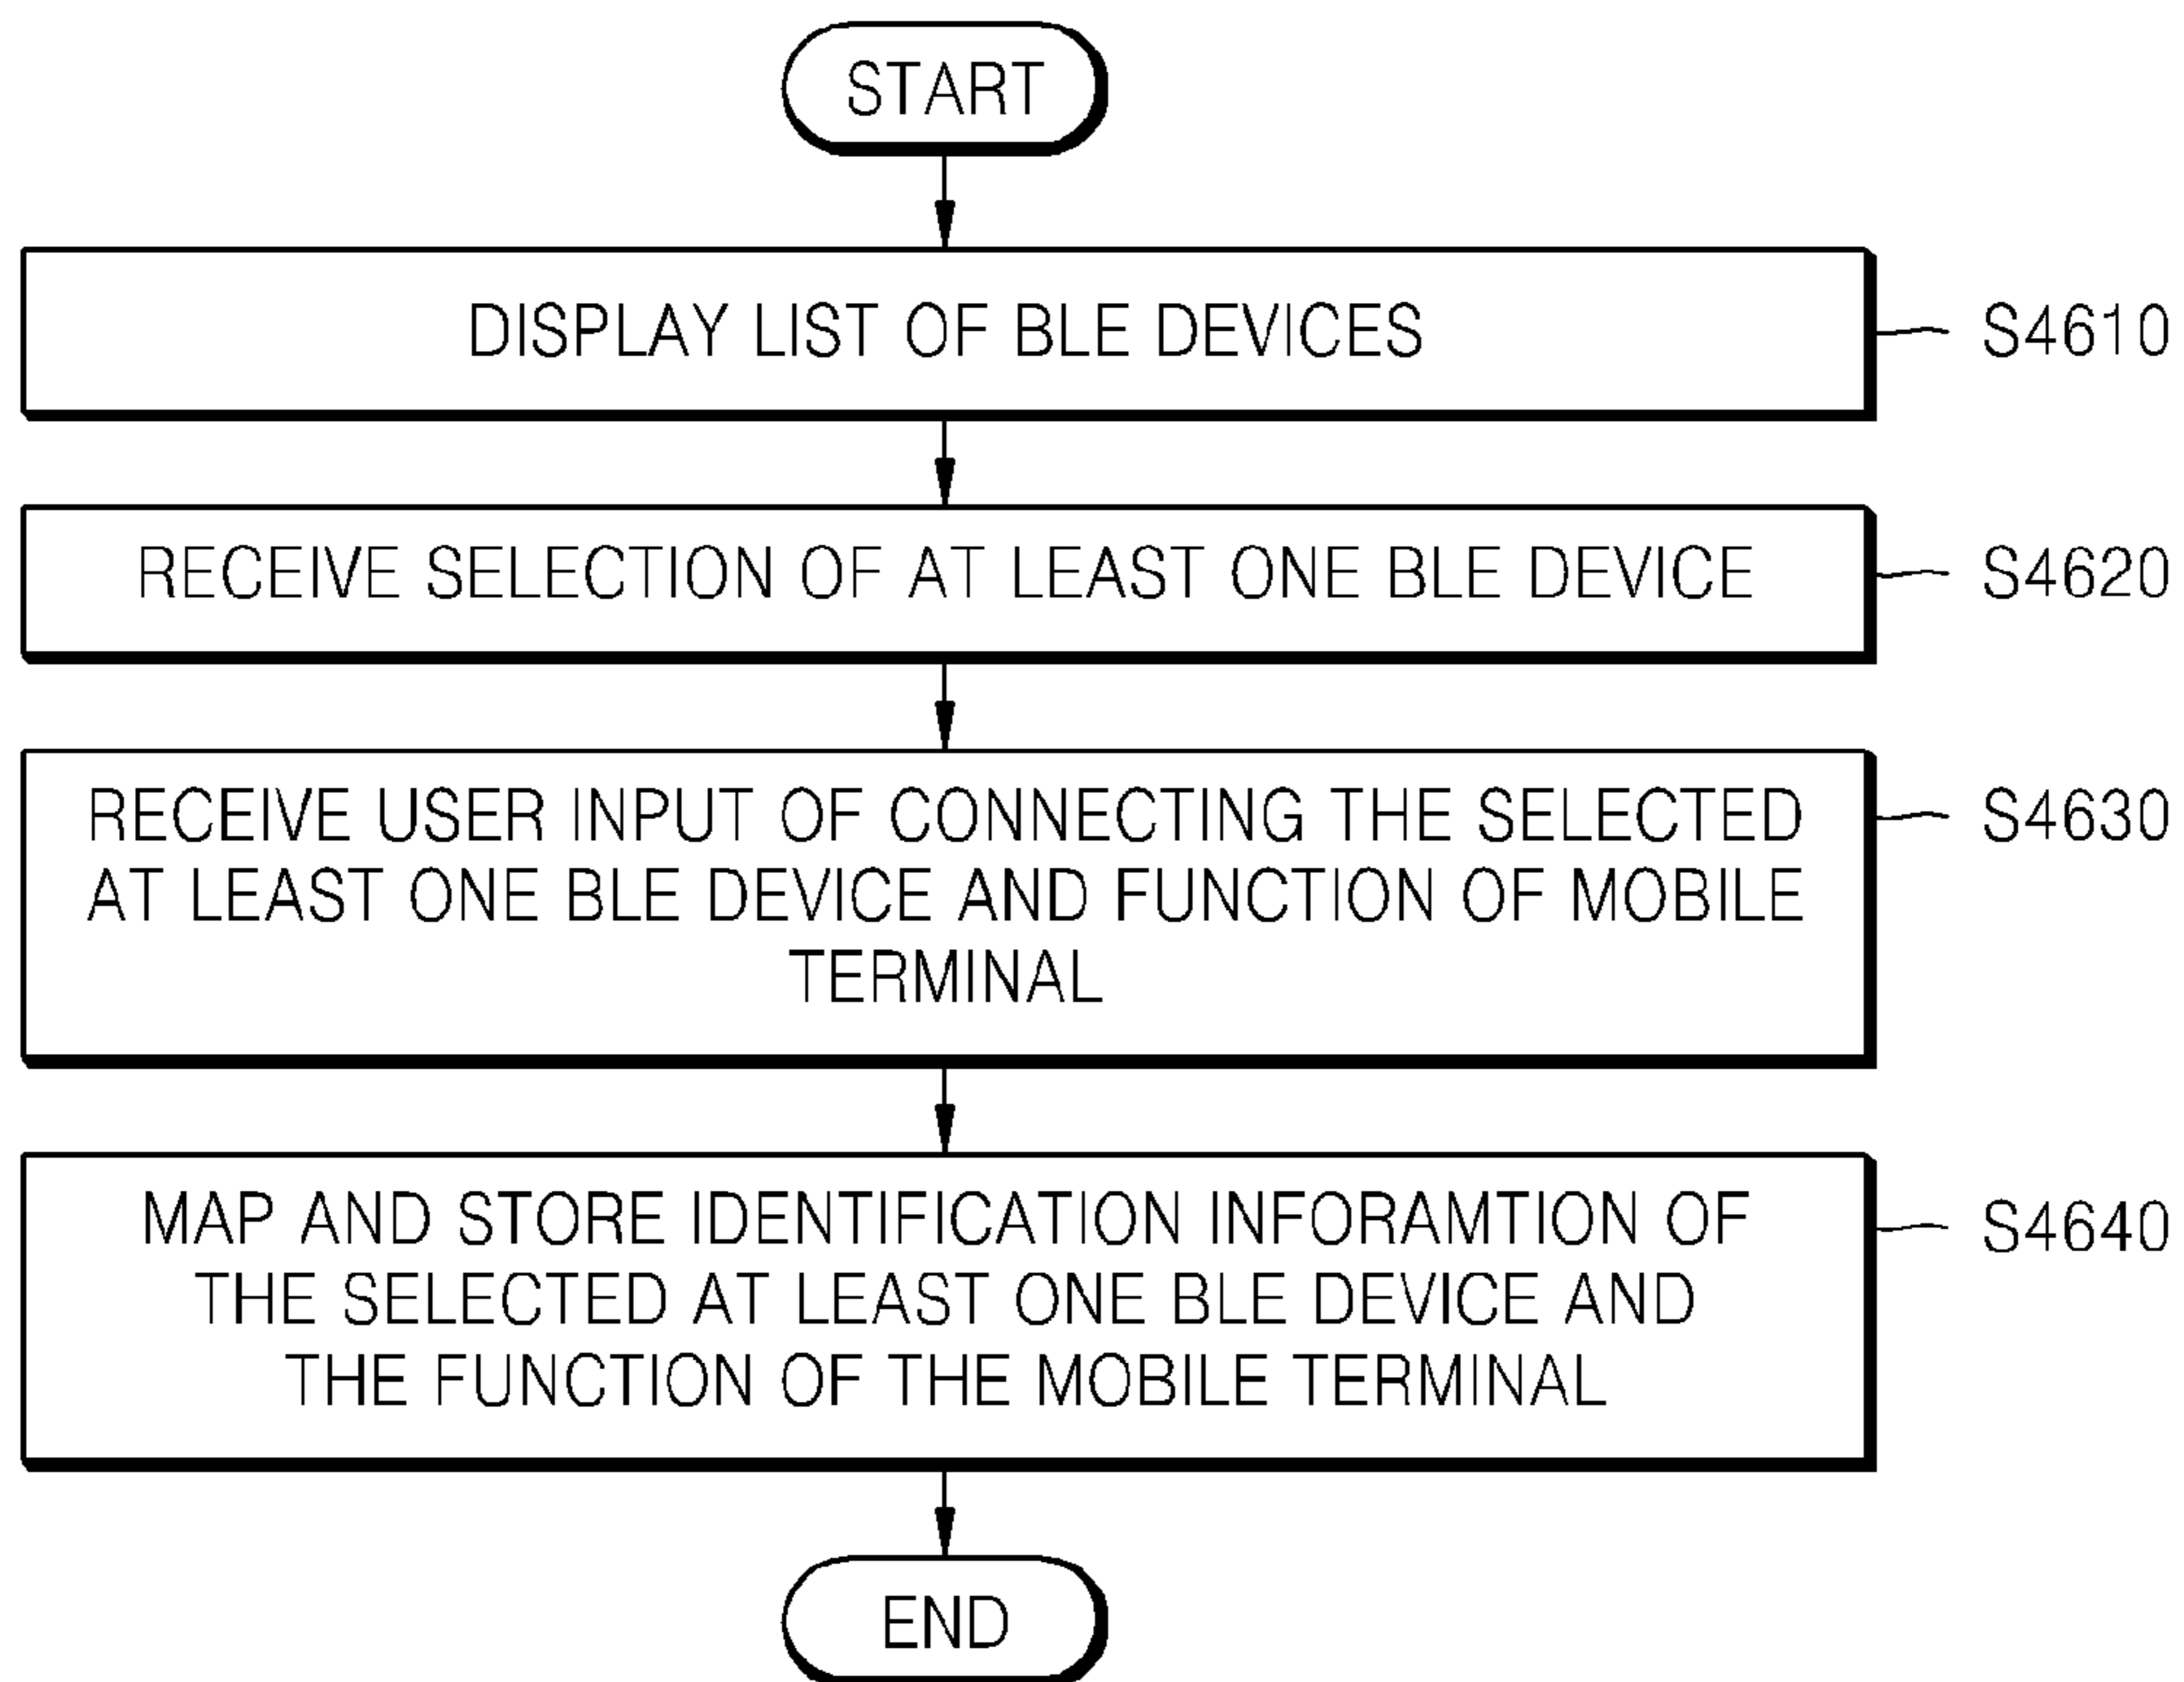 START
DISPLAY LIST OF BLE DEVICES
S4610
RECEIVE SELECTION OF AT LEAST ONE BLE DEVICE
S4620
RECEIVE USER INPUT OF CONNECTING THE SELECTED
AT LEAST ONE BLE DEVICE AND FUNCTION OF MOBILE
TERMINAL
S4630
MAP AND STORE IDENTIFICATION INFORAMTION OF
THE SELECTED AT LEAST ONE BLE DEVICE AND
THE FUNCTION OF THE MOBILE TERMINAL
S4640
END